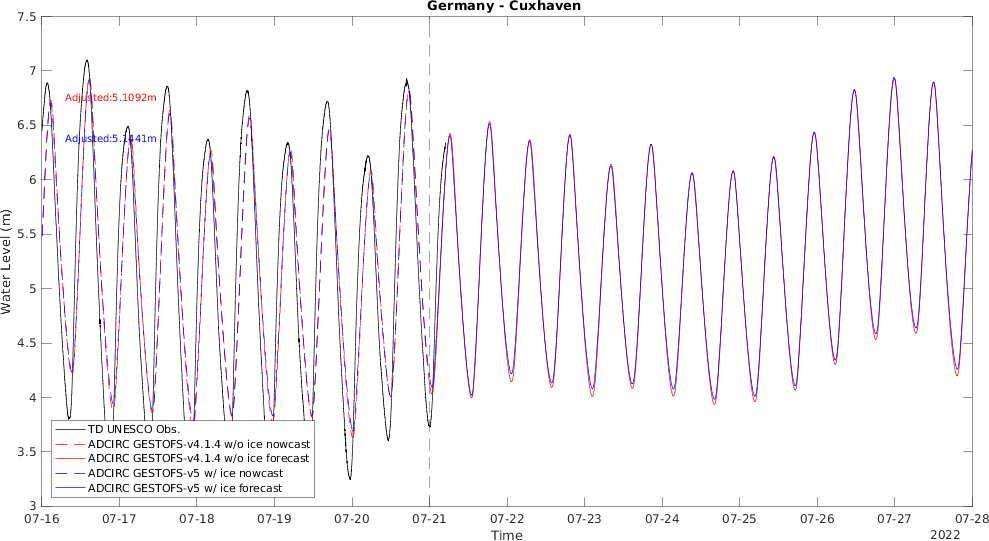 Germany - Cuxhaven
7.5
7
6.5
6
5.5
5
4.5
4
3.5
3
Water Level (m)
Adjusted:5.1092m
Adjusted:5.1441m
TD UNESCO Obs.
ADCIRC GESTOFS-v4.1.4 w/o ice nowcast
ADCIRC GESTOFS-v4.1.4 w/o ice forecast
ADCIRC GESTOFS-v5 w/ ice nowcast
ADCIRC GESTOFS-v5 w/ ice forecast
07-16 07-17 07-18 07-19 07-20 07-21 07-22 07-23 07-24 07-25 07-26 07-27 07-28
Time
2022